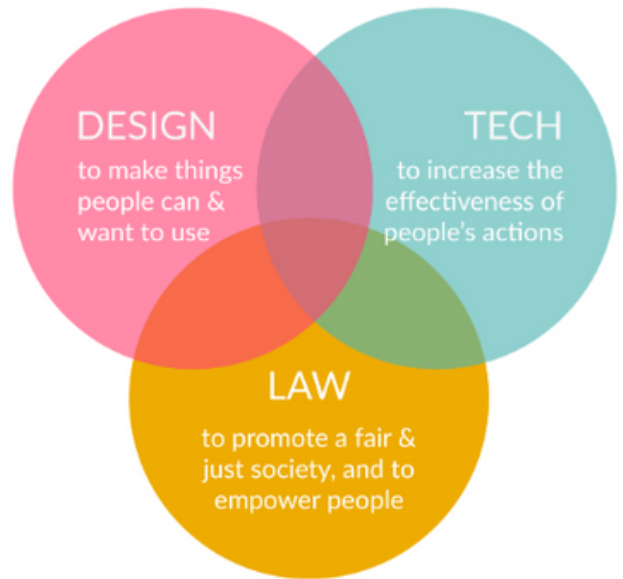 DESIGN
to make things
people can &
want to use
TECH
to increase the
effectiveness of
people's actions
LAW
to promote a fair &
just society, and to
empower people